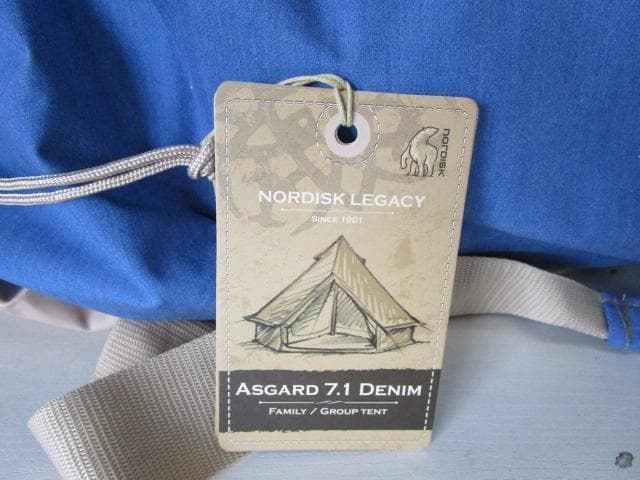 NORDISK
NORDISK LEGACY
SINCE 1901
ASGARD 7.1 DENIM
FAMILY / GROUP TENT